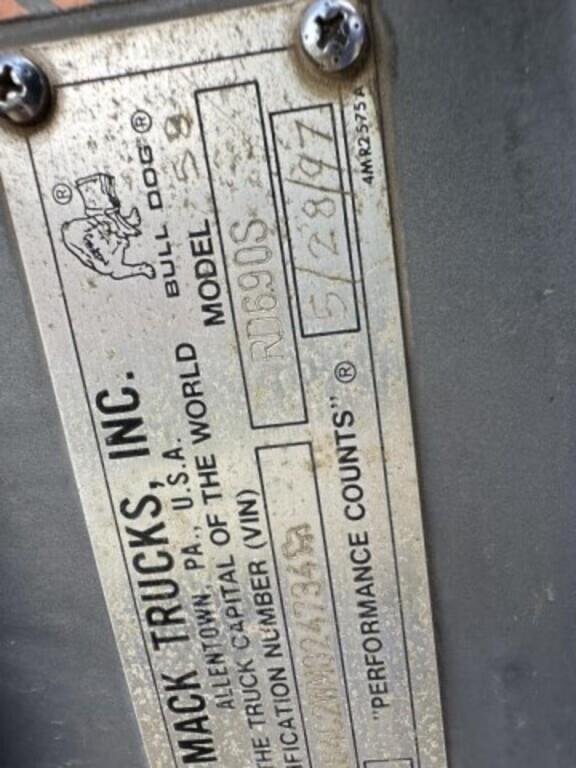 MACK TRUCKS, INC.
ALLENTOWN, PA., U.S.A.
® BULL DOG®
THE TRUCK CAPITAL OF THE WORLD
MODEL 58
IFICATION NUMBER (VIN)
RD690S
5/28/97
"PERFORMANCE COUNTS"®
4MR2575A